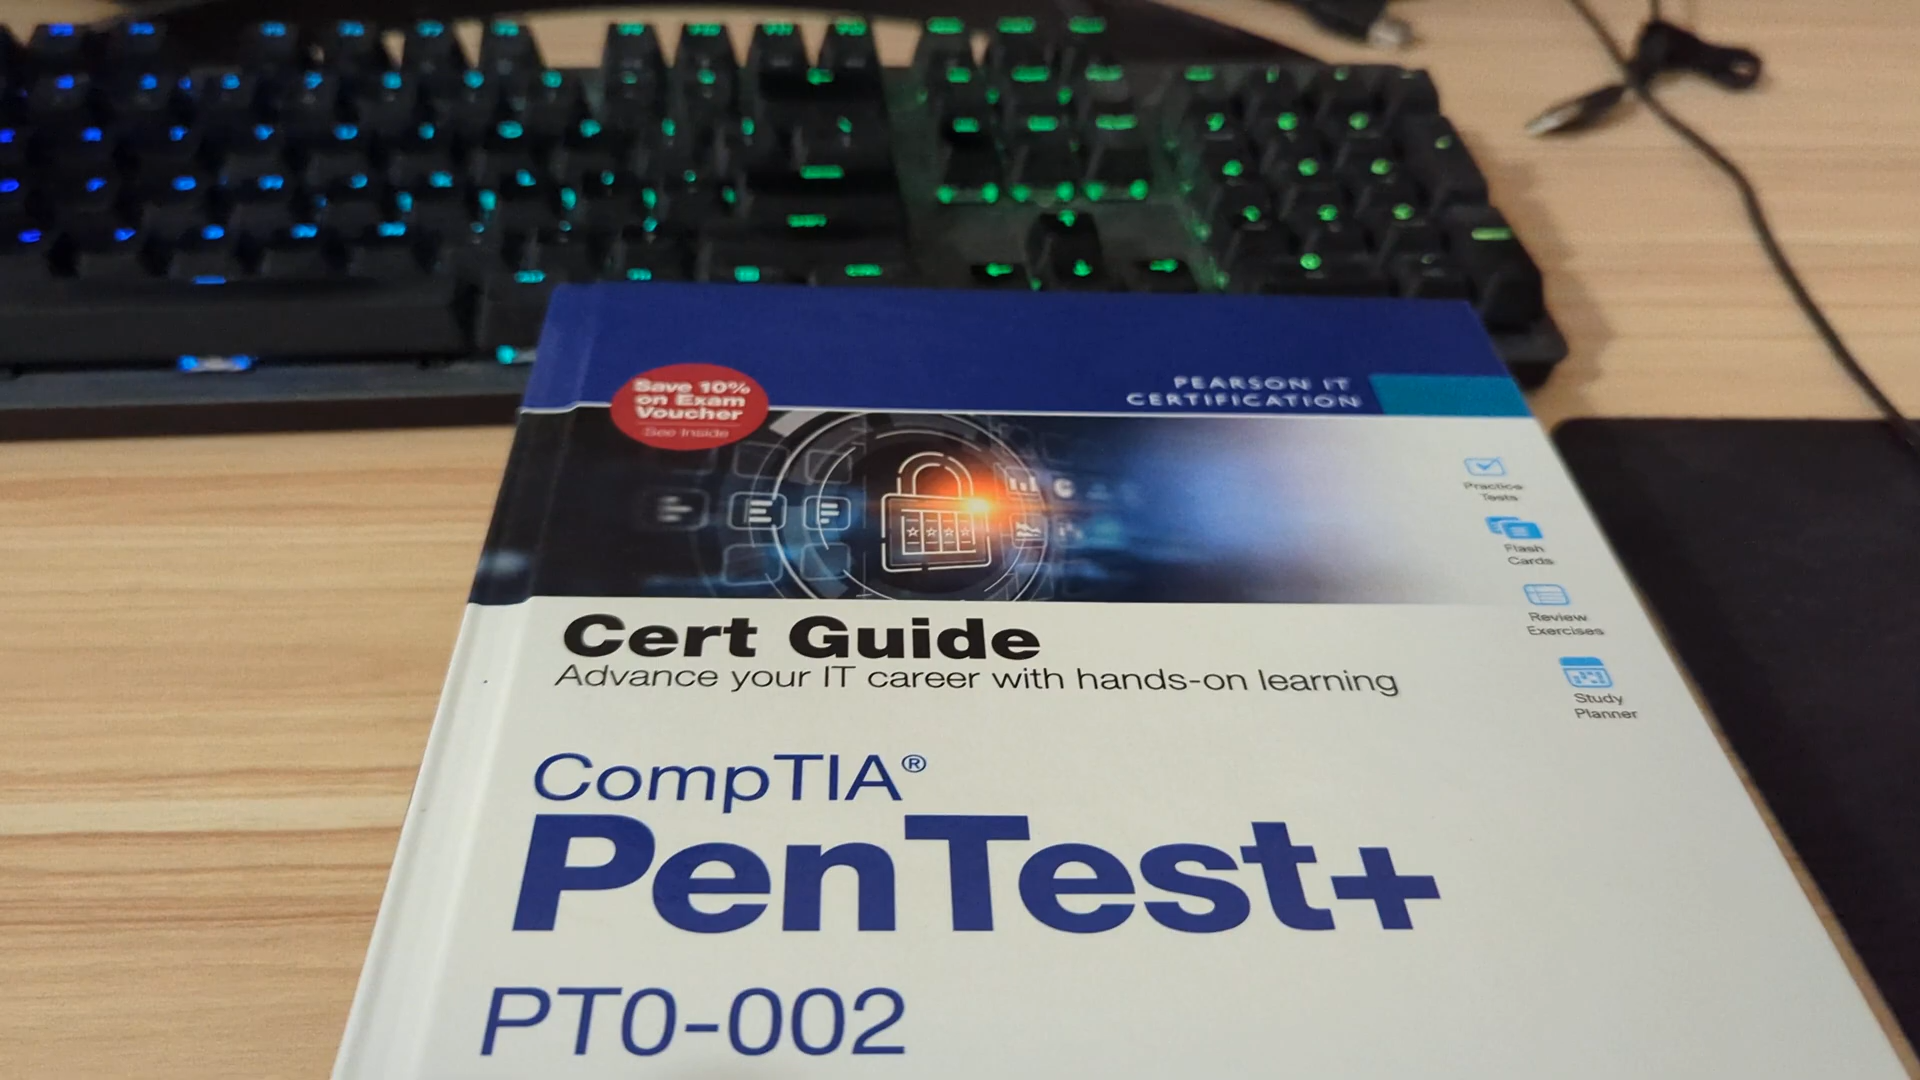 Save 10%
on Exam
Voucher
See Inside
PEARSON IT
CERTIFICATION
Practice
Tests
Flash
Cards
Review
Exercises
Study
Planner
Cert Guide
Advance your IT career with hands-on learning
CompTIA®
PenTest+
PT0-002